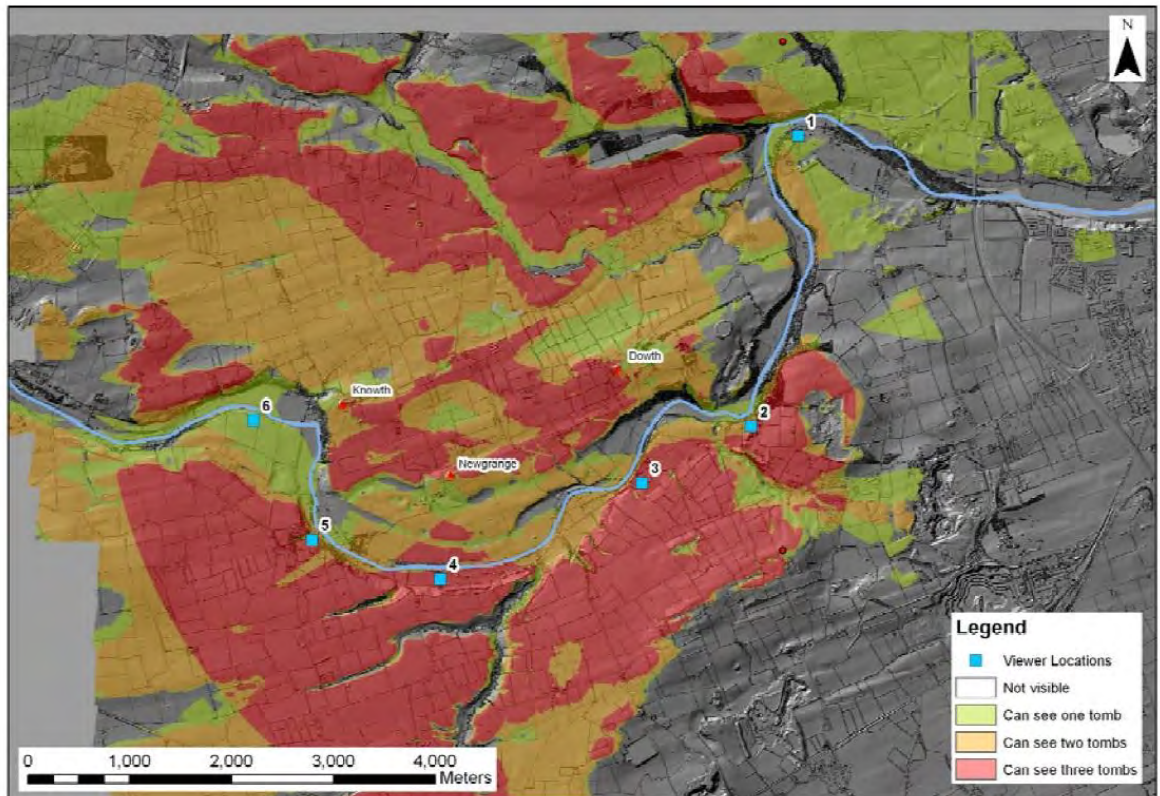 N
1
Dowth
Knowth
6
2
Newgrange
3
5
4
Legend
Viewer Locations
Not visible
Can see one tomb
Can see two tombs
Can see three tombs
0 1,000 2,000 3,000 4,000
Meters